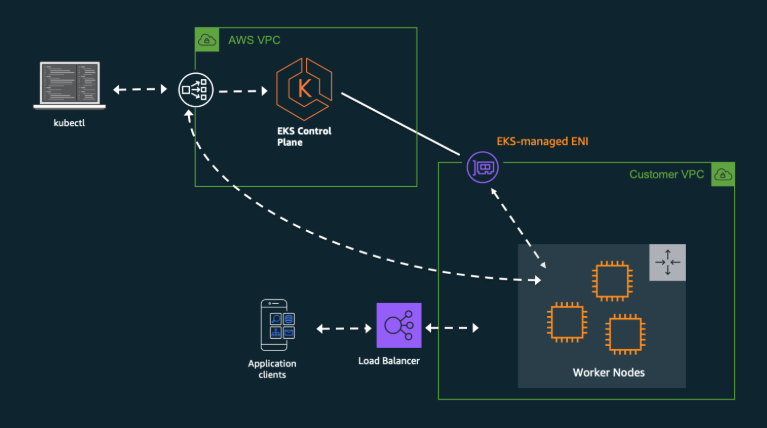 AWS VPC
kubectl
K
EKS Control
Plane
EKS-managed ENI
Customer VPC
Application
clients
Load Balancer
Worker Nodes